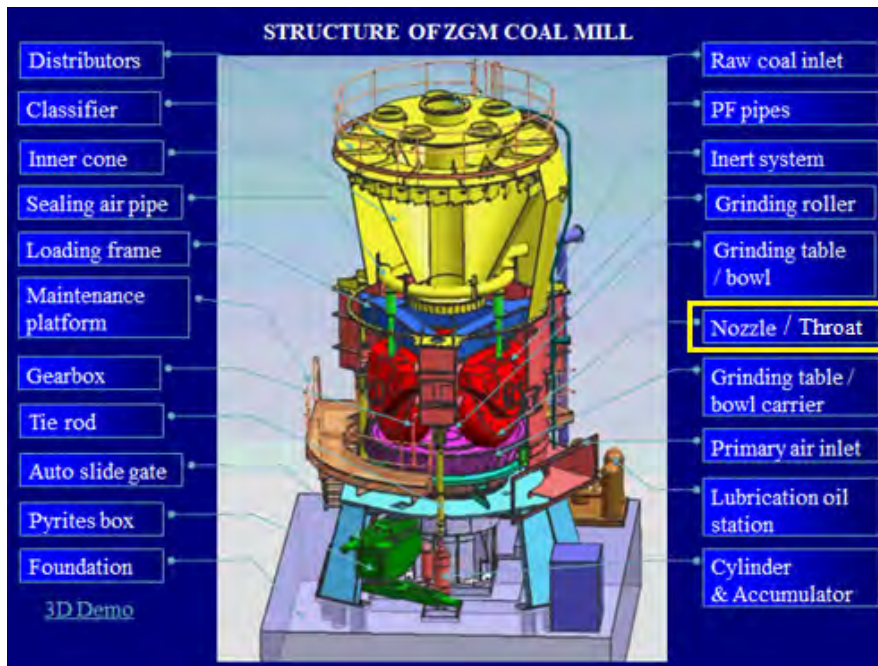 STRUCTURE OF ZGM COAL MILL
Distributors
Classifier
Inner cone
Sealing air pipe
Loading frame
Maintenance
platform
Gearbox
Tie rod
Auto slide gate
Pyrites box
Foundation
3D Demo
Raw coal inlet
PF pipes
Inert system
Grinding roller
Grinding table
/ bowl
Nozzle / Throat
Grinding table /
bowl carrier
Primary air inlet
Lubrication oil
station
Cylinder
& Accumulator